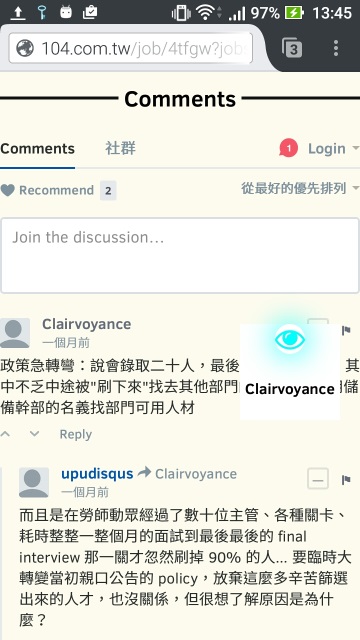 97% 13:45
104.com.tw/job/4tfgw?jobs
3
Comments
Comments 社群 1 Login
Recommend 2 從最好的優先排列
Join the discussion…
Clairvoyance
一個月前
政策急轉彎：說會錄取二十人，最後 其
中不乏中途被"刷下來"找去其他部門
備幹部的名義找部門可用人材
Clairvoyance
Reply
upudisqus Clairvoyance
一個月前
而且是在勞師動眾經過了數十位主管、各種關卡、
耗時整整一整個月的面試到最後最後的 final
interview 那一關才忽然刷掉 90% 的人... 要臨時大
轉變當初親口公告的 policy，放棄這麼多辛苦篩選
出來的人才，也沒關係，但很想了解原因是為什
麼？